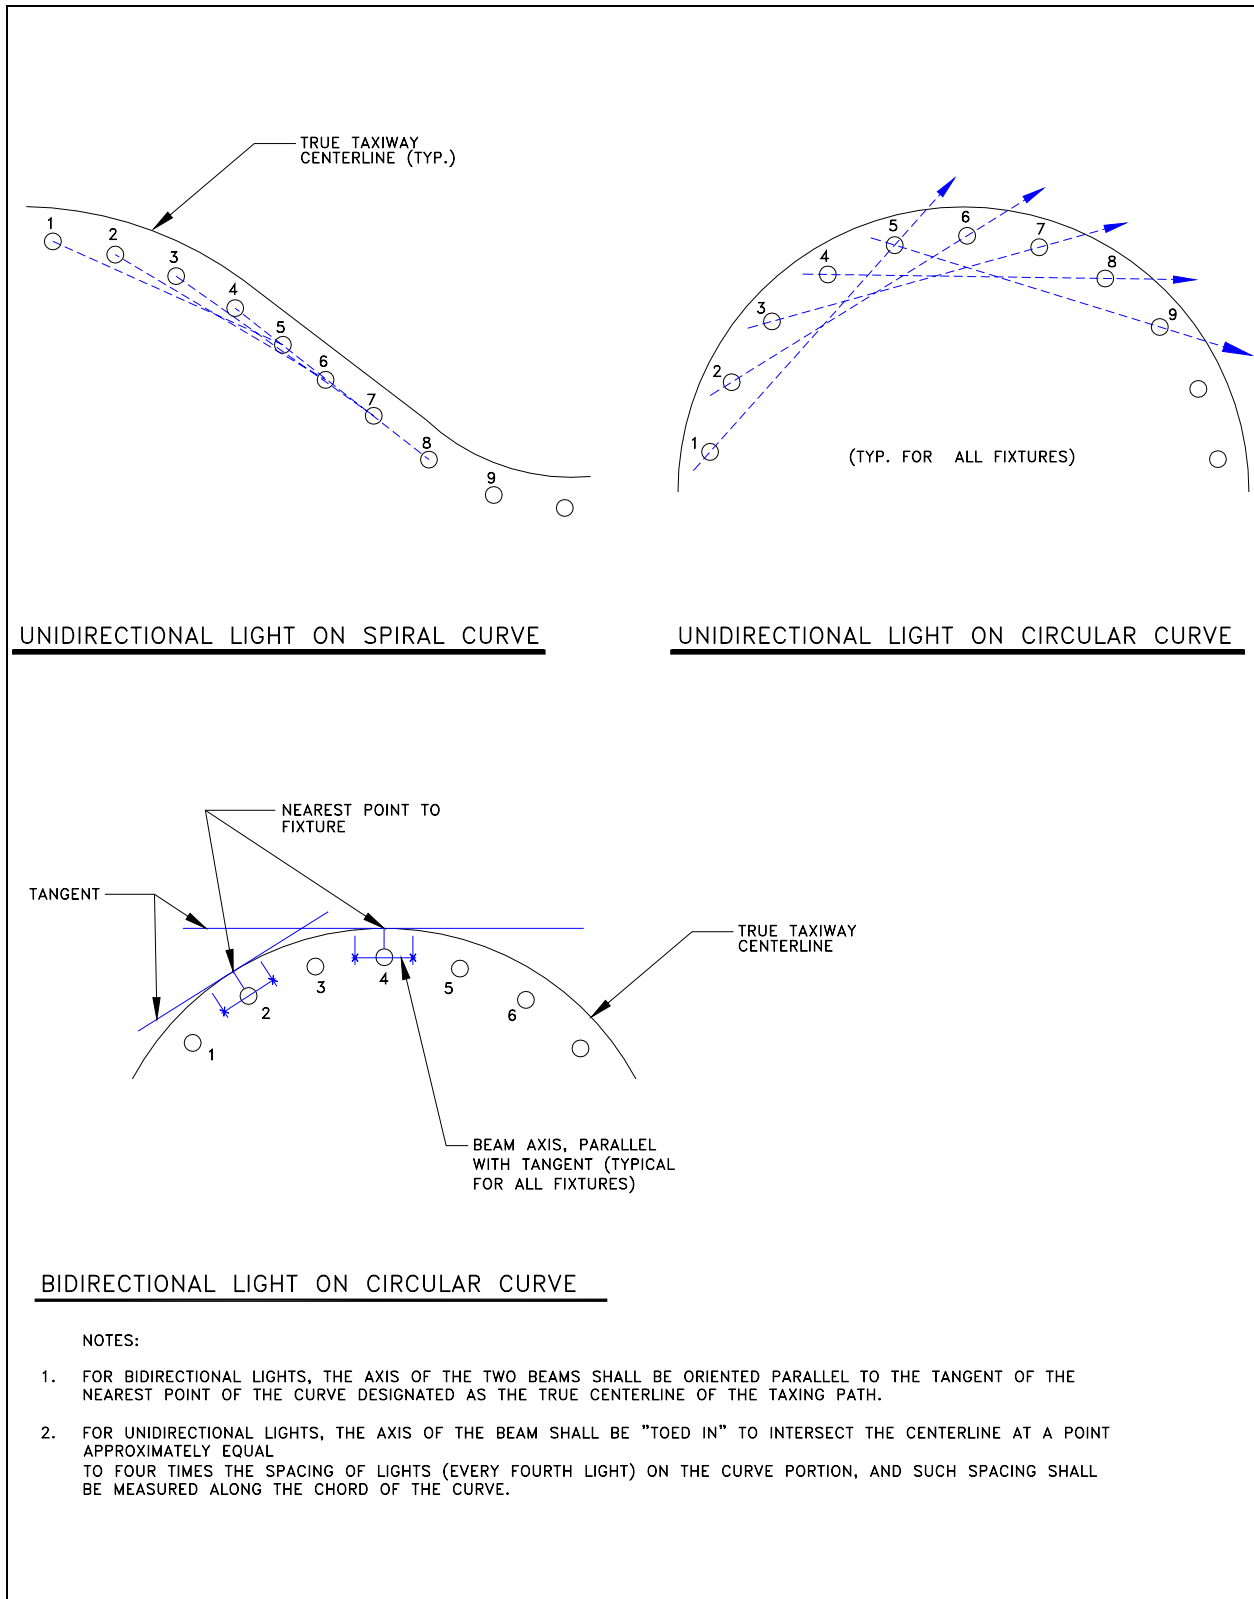 TRUE TAXIWAY
CENTERLINE (TYP.)
1
2
3
4
5
6
7
8
9
1
2
3
4
5
6
7
8
9
(TYP. FOR ALL FIXTURES)
UNIDIRECTIONAL LIGHT ON SPIRAL CURVE
UNIDIRECTIONAL LIGHT ON CIRCULAR CURVE
NEAREST POINT TO
FIXTURE
TANGENT
TRUE TAXIWAY
CENTERLINE
1
2
3
4
5
6
BEAM AXIS, PARALLEL
WITH TANGENT (TYPICAL
FOR ALL FIXTURES)
BIDIRECTIONAL LIGHT ON CIRCULAR CURVE
NOTES:
1. FOR BIDIRECTIONAL LIGHTS, THE AXIS OF THE TWO BEAMS SHALL BE ORIENTED PARALLEL TO THE TANGENT OF THE
NEAREST POINT OF THE CURVE DESIGNATED AS THE TRUE CENTERLINE OF THE TAXING PATH.
2. FOR UNIDIRECTIONAL LIGHTS, THE AXIS OF THE BEAM SHALL BE "TOED IN" TO INTERSECT THE CENTERLINE AT A POINT
APPROXIMATELY EQUAL
TO FOUR TIMES THE SPACING OF LIGHTS (EVERY FOURTH LIGHT) ON THE CURVE PORTION, AND SUCH SPACING SHALL
BE MEASURED ALONG THE CHORD OF THE CURVE.